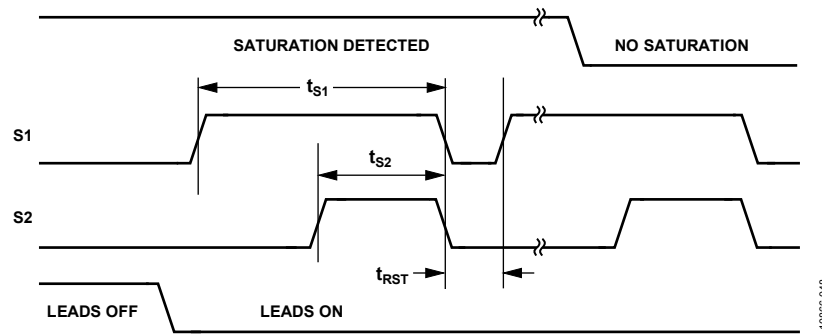 SATURATION DETECTED
NO SATURATION
tS1
S1
tS2
S2
tRST
LEADS OFF
LEADS ON